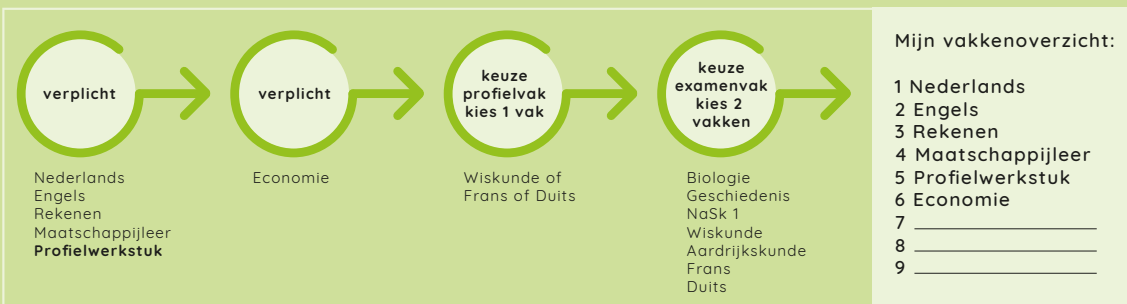 verplicht
Nederlands
Engels
Rekenen
Maatschappijleer
Profielwerkstuk
verplicht
Economie
keuze
profielvak
kies 1 vak
Wiskunde of
Frans of Duits
keuze
examenvak
kies 2
vakken
Biologie
Geschiedenis
NaSk 1
Wiskunde
Aardrijkskunde
Frans
Duits
Mijn vakkenoverzicht:
1 Nederlands
2 Engels
3 Rekenen
4 Maatschappijleer
5 Profielwerkstuk
6 Economie
7
8
9